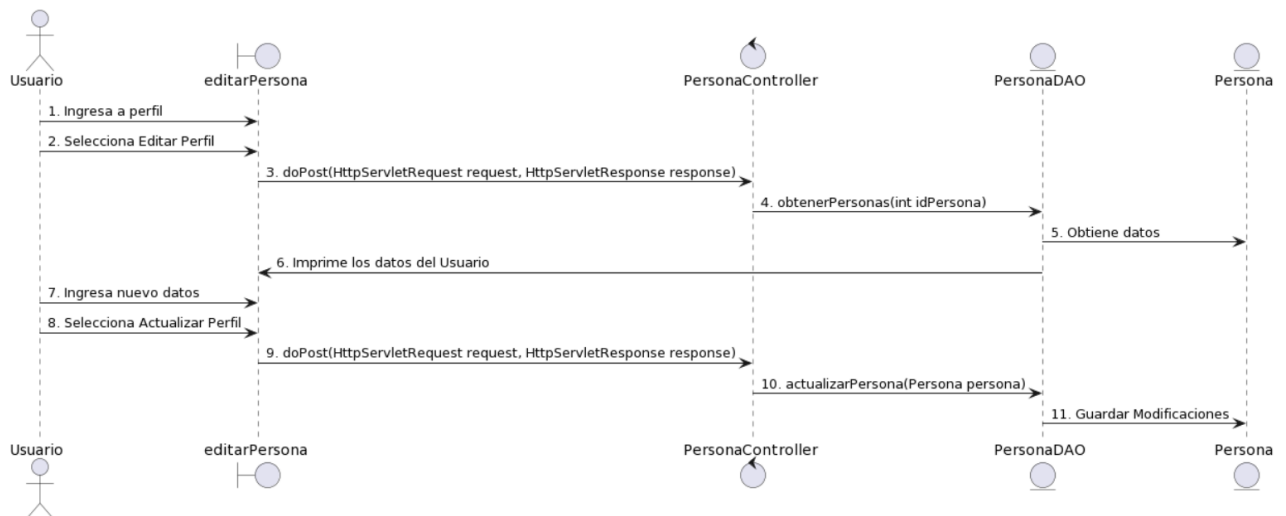 Usuario
editarPersona
PersonaController
PersonaDAO
Persona
1. Ingresa a perfil
2. Selecciona Editar Perfil
3. doPost(HttpServletRequest request, HttpServletResponse response)
4. obtenerPersonas(int idPersona)
5. Obtiene datos
6. Imprime los datos del Usuario
7. Ingresa nuevo datos
8. Selecciona Actualizar Perfil
9. doPost(HttpServletRequest request, HttpServletResponse response)
10. actualizarPersona(Persona persona)
11. Guardar Modificaciones
Usuario
editarPersona
PersonaController
PersonaDAO
Persona